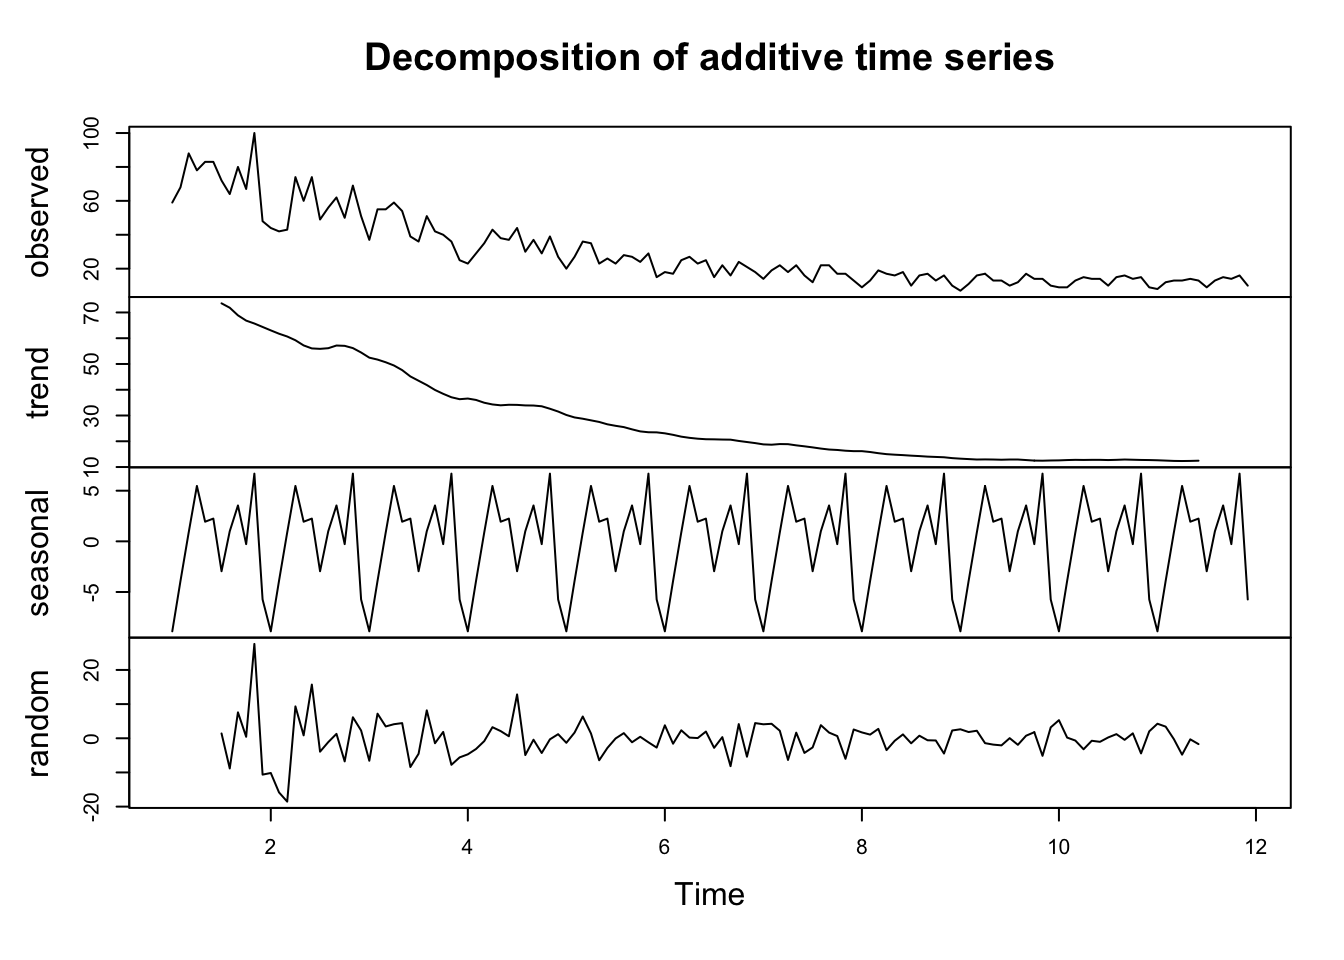 Decomposition of additive time series
observed
20 60 100
trend
10 30 50 70
seasonal
-5 0 5
random
-20 0 20
2 4 6 8 10 12
Time